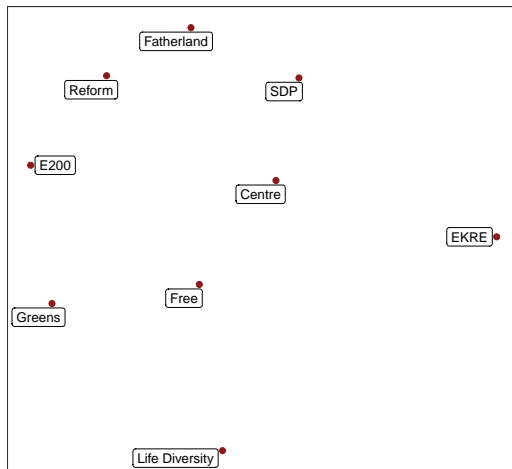 Fatherland
Reform
SDP
E200
Centre
EKRE
Free
Greens
Life Diversity